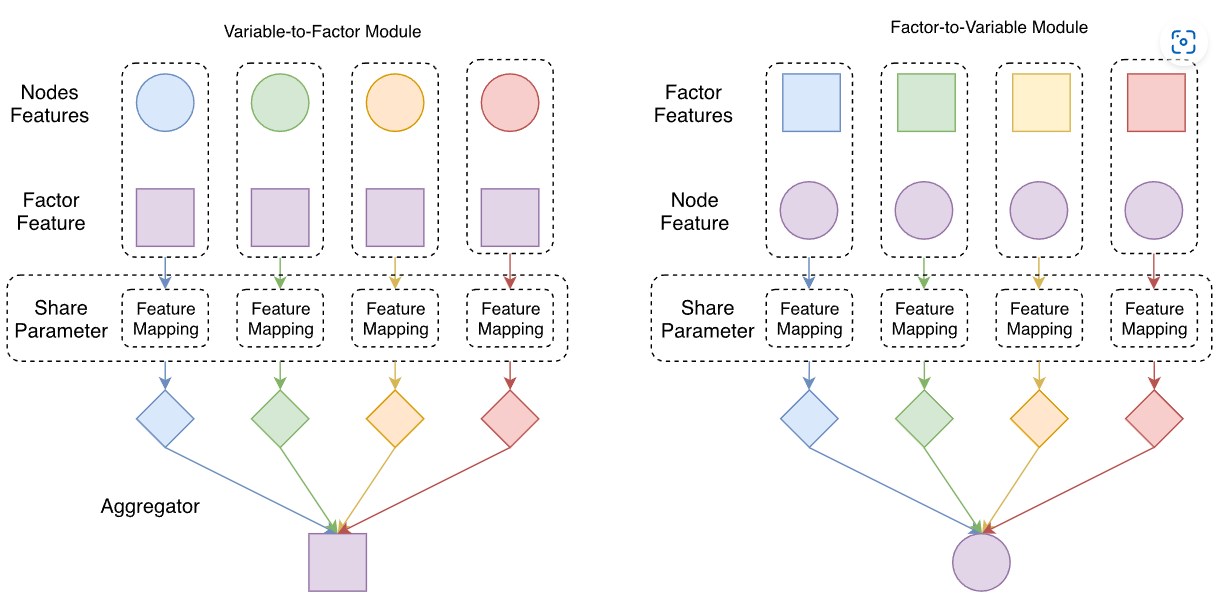 Variable-to-Factor Module
Nodes
Features
Factor
Feature
Share
Parameter
Feature
Mapping
Feature
Mapping
Feature
Mapping
Feature
Mapping
Aggregator
Factor-to-Variable Module
Factor
Features
Node
Feature
Share
Parameter
Feature
Mapping
Feature
Mapping
Feature
Mapping
Feature
Mapping